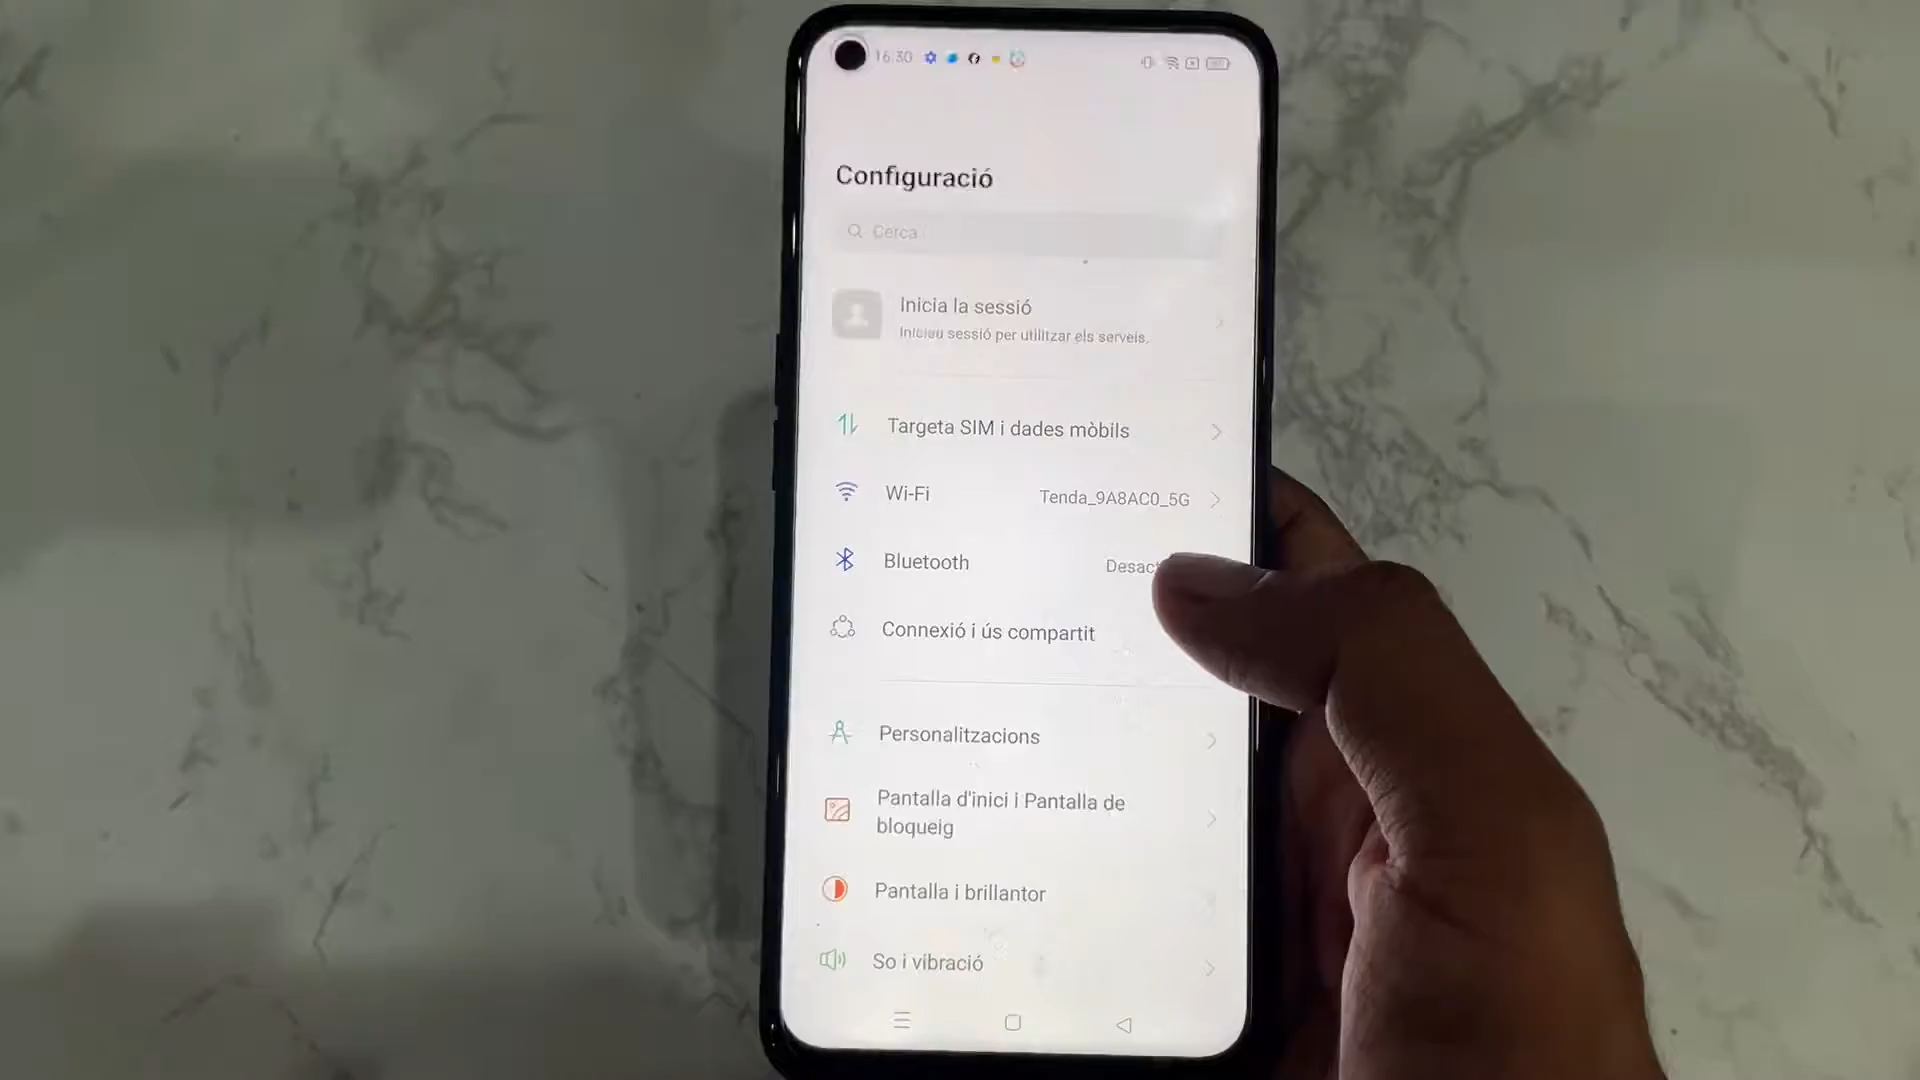 16:30
Configuració
Cerca
Inicia la sessió
Inicieu sessió per utilitzar els serveis.
Targeta SIM i dades mòbils
Wi-Fi Tenda_9A8AC0_5G
Bluetooth Desact
Connexió i ús compartit
Personalitzacions
Pantalla d'inici i Pantalla de
bloqueig
Pantalla i brillantor
So i vibració